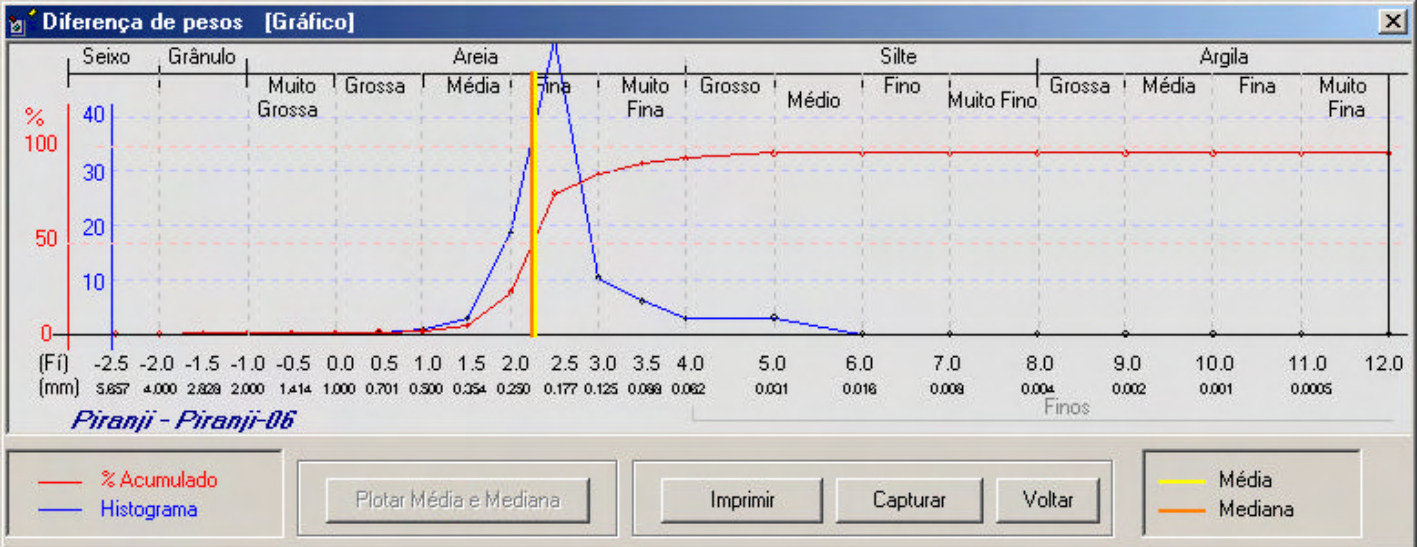 Diferença de pesos [Gráfico]
Seixo Grânulo Areia Silte Argila
Muito Grossa Grossa Média Fina Muito Fina Grosso Médio Fino Muito Fino Grossa Média Fina Muito Fina
%
100
50
0
40
30
20
10
(Fí) -2.5 -2.0 -1.5 -1.0 -0.5 0.0 0.5 1.0 1.5 2.0 2.5 3.0 3.5 4.0 5.0 6.0 7.0 8.0 9.0 10.0 11.0 12.0
(mm) 5.657 4.000 2.828 2.000 1.414 1.000 0.701 0.500 0.354 0.250 0.177 0.125 0.088 0.062 0.031 0.016 0.008 0.004 0.002 0.001 0.0005
Finos
Piranji - Piranji-06
% Acumulado
Histograma
Plotar Média e Mediana
Imprimir Capturar Voltar
Média
Mediana